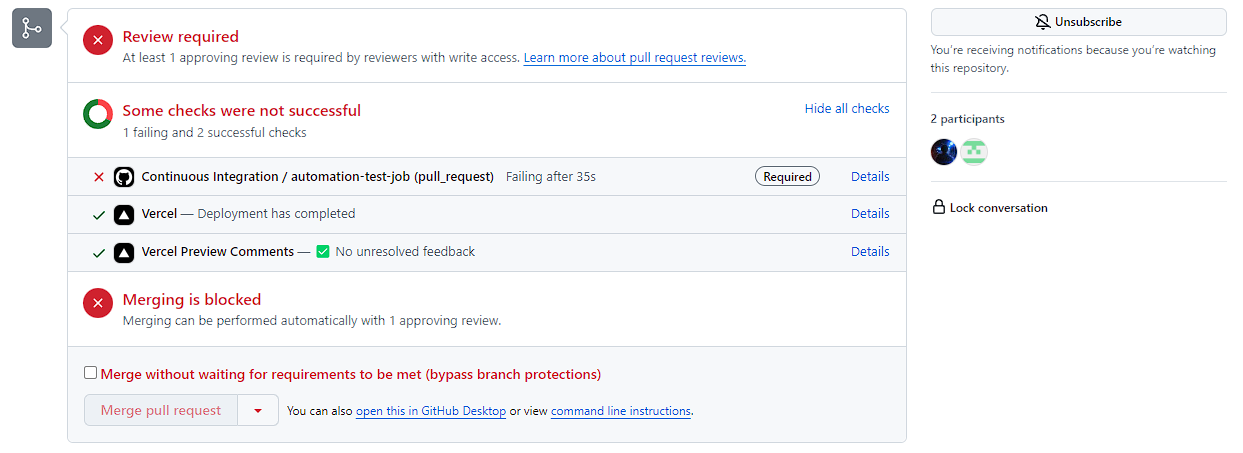 Review required
At least 1 approving review is required by reviewers with write access. Learn more about pull request reviews.
Some checks were not successful
Hide all checks
1 failing and 2 successful checks
Continuous Integration / automation-test-job (pull_request) Failing after 35s Required Details
Vercel — Deployment has completed Details
Vercel Preview Comments — ✅ No unresolved feedback Details
Merging is blocked
Merging can be performed automatically with 1 approving review.
Merge without waiting for requirements to be met (bypass branch protections)
Merge pull request You can also open this in GitHub Desktop or view command line instructions.
Unsubscribe
You're receiving notifications because you're watching
this repository.
2 participants
Lock conversation